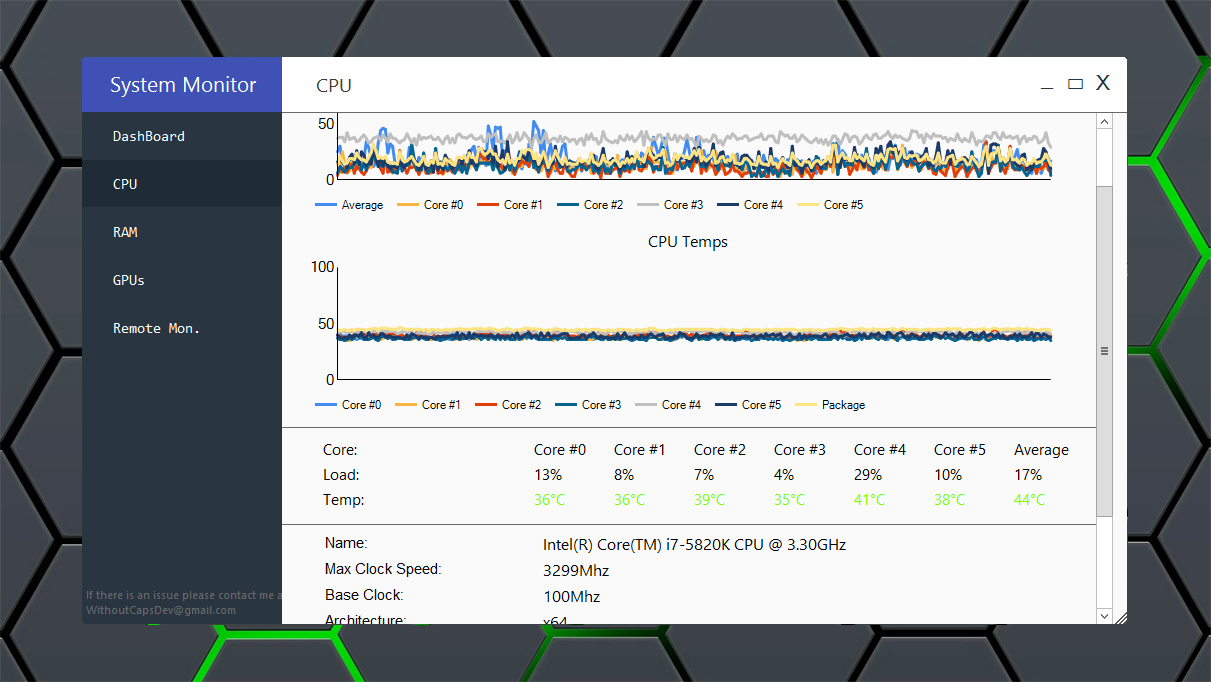 System Monitor
CPU
DashBoard
CPU
RAM
GPUs
Remote Mon.
If there is an issue please contact me a
WithoutCapsDev@gmail.com
50
0
Average Core #0 Core #1 Core #2 Core #3 Core #4 Core #5
CPU Temps
100
50
0
Core #0 Core #1 Core #2 Core #3 Core #4 Core #5 Package
Core: Core #0 Core #1 Core #2 Core #3 Core #4 Core #5 Average
Load: 13% 8% 7% 4% 29% 10% 17%
Temp: 36°C 36°C 39°C 35°C 41°C 38°C 44°C
Name: Intel(R) Core(TM) i7-5820K CPU @ 3.30GHz
Max Clock Speed: 3299Mhz
Base Clock: 100Mhz
Architecture: x64